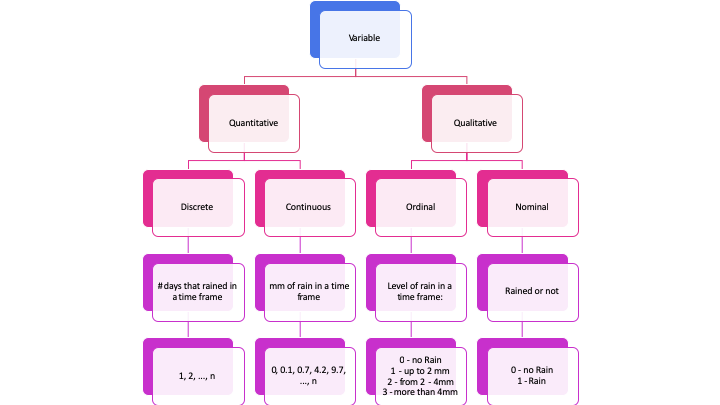 Variable
Quantitative
Qualitative
Discrete
Continuous
Ordinal
Nominal
# days that rained in
a time frame
mm of rain in a time
frame
Level of rain in a
time frame:
Rained or not
1, 2, ..., n
0, 0.1, 0.7, 4.2, 9.7,
..., n
0 - no Rain
1 - up to 2 mm
2 - from 2 - 4mm
3 - more than 4mm
0 - no Rain
1 - Rain